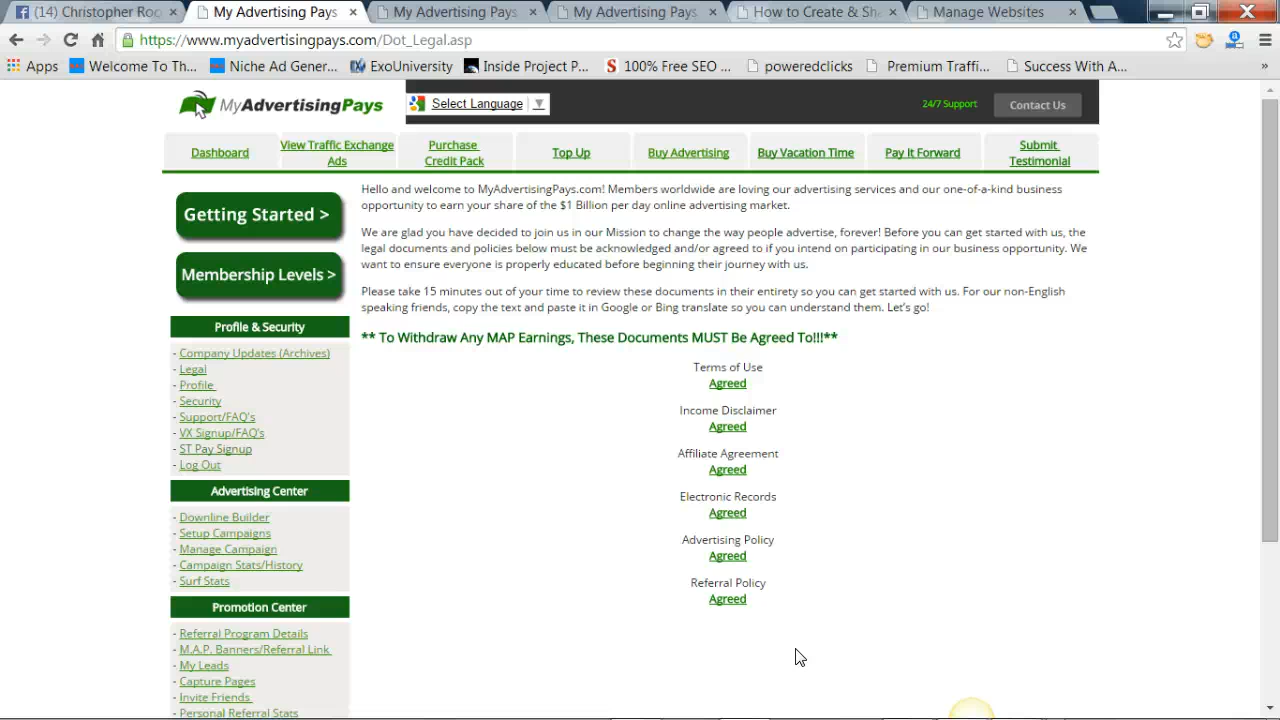 (14) Christopher Roo
My Advertising Pays
My Advertising Pays
My Advertising Pays
How to Create & Sh
Manage Websites
https://www.myadvertisingpays.com/Dot_Legal.asp
Apps
Welcome To Th...
Niche Ad Gener...
ExoUniversity
Inside Project P...
100% Free SEO ...
poweredclicks
Premium Traffi...
Success With A...
»
MyAdvertisingPays
Select Language ▼
24/7 Support
Contact Us
Dashboard
View Traffic Exchange
Ads
Purchase
Credit Pack
Top Up
Buy Advertising
Buy Vacation Time
Pay It Forward
Submit
Testimonial
Getting Started >
Membership Levels >
Profile & Security
- Company Updates (Archives)
- Legal
- Profile
- Security
- Support/FAQ's
- VX Signup/FAQ's
- ST Pay Signup
- Log Out
Advertising Center
- Downline Builder
- Setup Campaigns
- Manage Campaign
- Campaign Stats/History
- Surf Stats
Promotion Center
- Referral Program Details
- M.A.P. Banners/Referral Link
- My Leads
- Capture Pages
- Invite Friends
- Personal Referral Stats
Hello and welcome to MyAdvertisingPays.com! Members worldwide are loving our advertising services and our one-of-a-kind business
opportunity to earn your share of the $1 Billion per day online advertising market.
We are glad you have decided to join us in our Mission to change the way people advertise, forever! Before you can get started with us, the
legal documents and policies below must be acknowledged and/or agreed to if you intend on participating in our business opportunity. We
want to ensure everyone is properly educated before beginning their journey with us.
Please take 15 minutes out of your time to review these documents in their entirety so you can get started with us. For our non-English
speaking friends, copy the text and paste it in Google or Bing translate so you can understand them. Let's go!
** To Withdraw Any MAP Earnings, These Documents MUST Be Agreed To!!!**
Terms of Use
Agreed
Income Disclaimer
Agreed
Affiliate Agreement
Agreed
Electronic Records
Agreed
Advertising Policy
Agreed
Referral Policy
Agreed